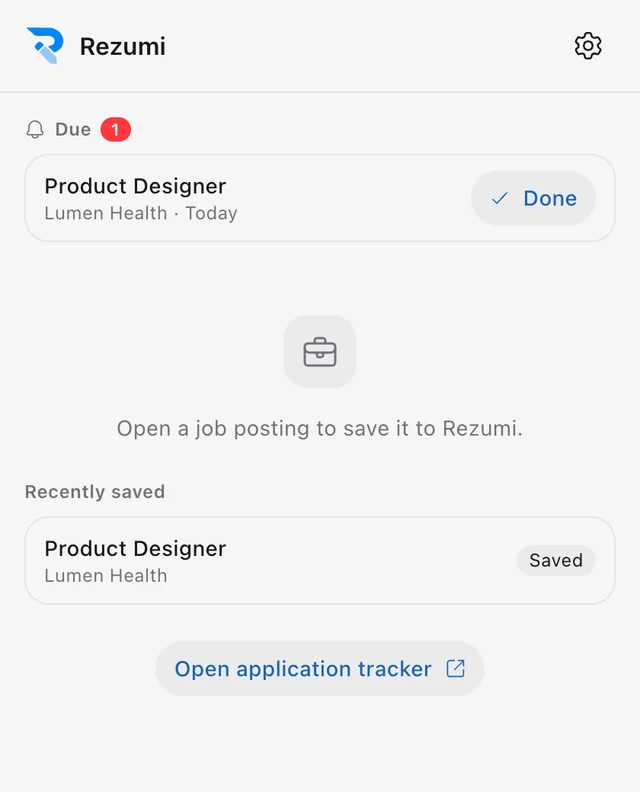 Rezumi
Due 1
Product Designer
Lumen Health · Today
Done
Open a job posting to save it to Rezumi.
Recently saved
Product Designer
Lumen Health
Saved
Open application tracker